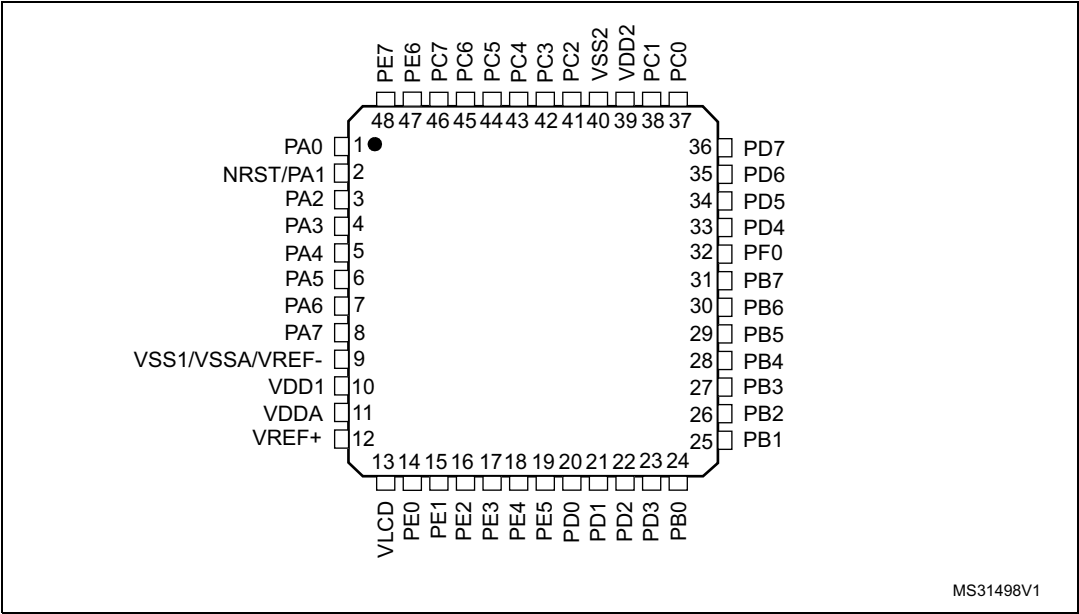 PE7 PE6 PC7 PC6 PC5 PC4 PC3 PC2 VSS2 VDD2 PC1 PC0
48 47 46 45 44 43 42 41 40 39 38 37
PA0 1 36 PD7
NRST/PA1 2 35 PD6
PA2 3 34 PD5
PA3 4 33 PD4
PA4 5 32 PF0
PA5 6 31 PB7
PA6 7 30 PB6
PA7 8 29 PB5
VSS1/VSSA/VREF- 9 28 PB4
VDD1 10 27 PB3
VDDA 11 26 PB2
VREF+ 12 25 PB1
13 14 15 16 17 18 19 20 21 22 23 24
VLCD PE0 PE1 PE2 PE3 PE4 PE5 PD0 PD1 PD2 PD3 PB0
MS31498V1